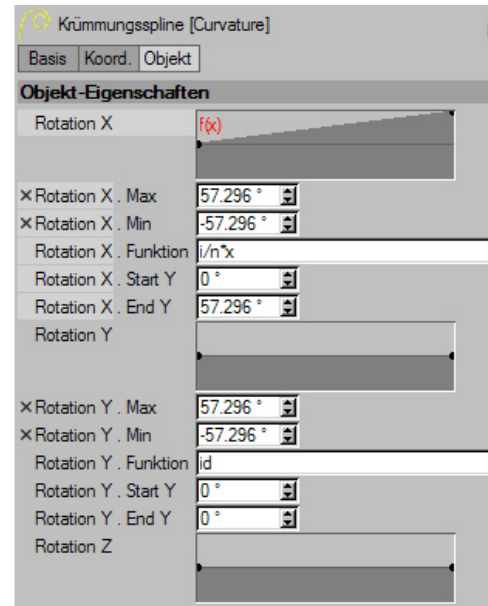 Krümmungsspline [Curvature]
Basis Koord. Objekt
Objekt-Eigenschaften
Rotation X f(x)
Rotation X . Max 57.296 °
Rotation X . Min -57.296 °
Rotation X . Funktion i/n*x
Rotation X . Start Y 0 °
Rotation X . End Y 57.296 °
Rotation Y
Rotation Y . Max 57.296 °
Rotation Y . Min -57.296 °
Rotation Y . Funktion id
Rotation Y . Start Y 0 °
Rotation Y . End Y 0 °
Rotation Z